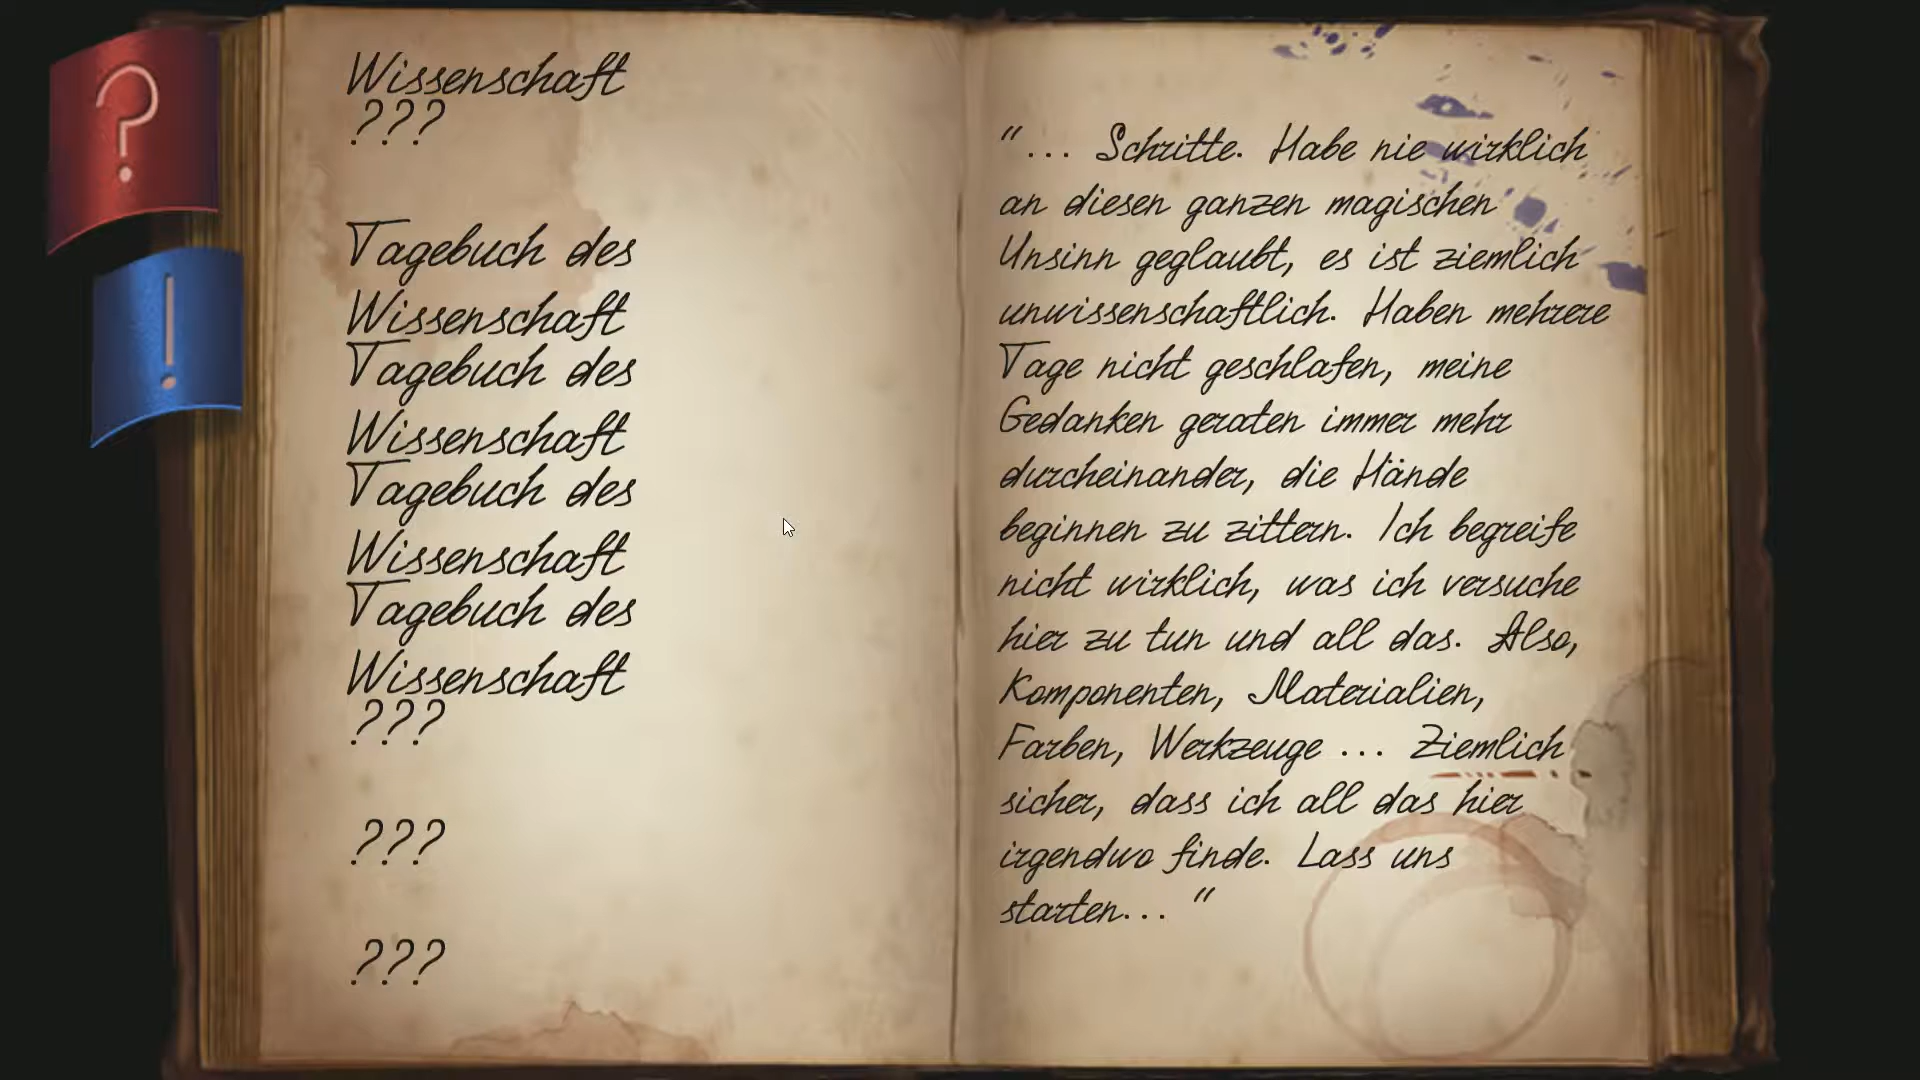 Wissenschaft
???
Tagebuch des
Wissenschaft
Tagebuch des
Wissenschaft
Tagebuch des
Wissenschaft
Tagebuch des
Wissenschaft
???
???
???
?
!
"... Schritte. Habe nie wirklich
an diesen ganzen magischen
Unsinn geglaubt, es ist ziemlich
unwissenschaftlich. Haben mehrere
Tage nicht geschlafen, meine
Gedanken geraten immer mehr
durcheinander, die Hände
beginnen zu zittern. Ich begreife
nicht wirklich, was ich versuche
hier zu tun und all das. Also,
Komponenten, Materialien,
Farben, Werkzeuge ... Ziemlich
sicher, dass ich all das hier
irgendwo finde. Lass uns
starten... "